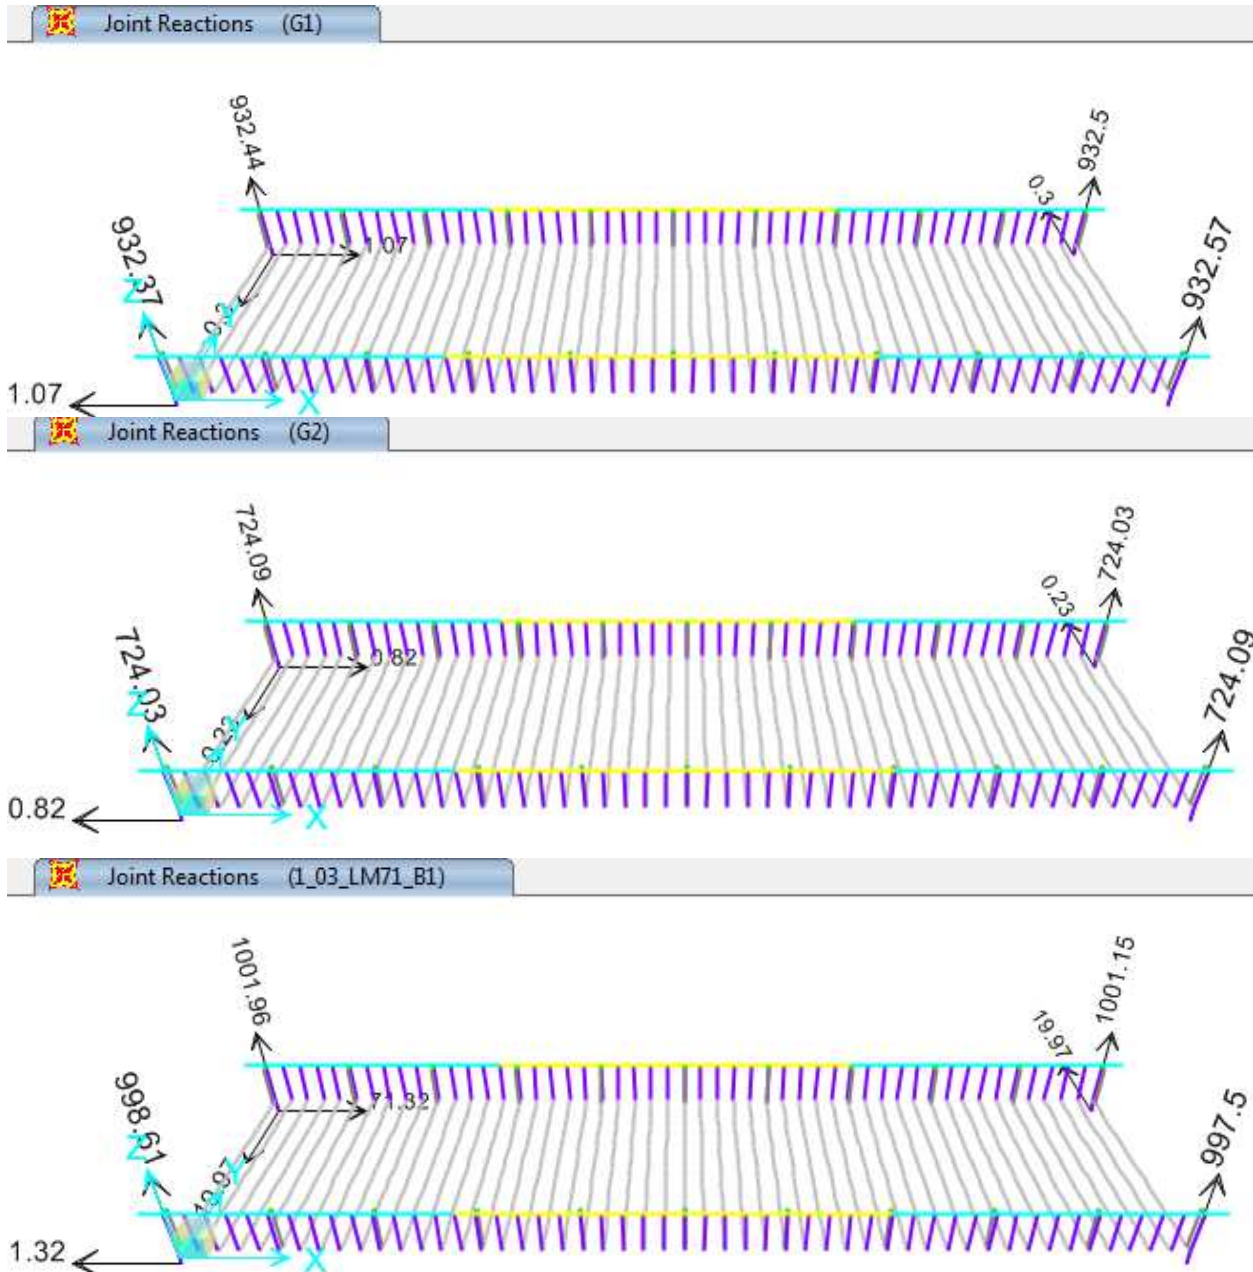 Joint Reactions (G1)
932.44
932.5
0.3
932.37
932.57
1.07
0.3
Z
Y
1.07
X
Joint Reactions (G2)
724.09
724.03
0.23
724.03
724.09
0.82
0.23
Z
Y
0.82
X
Joint Reactions (1_03_LM71_B1)
1001.96
1001.15
19.97
998.61
997.5
71.32
19.97
Z
Y
1.32
X